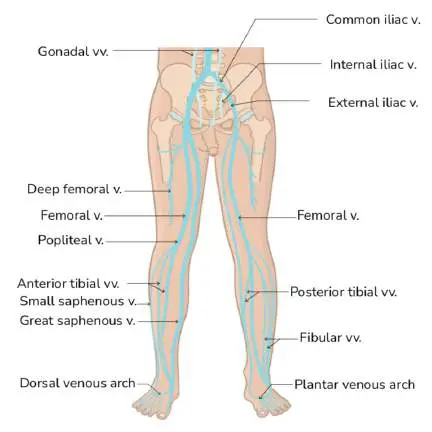 Common iliac v.
Gonadal vv.
Internal iliac v.
External iliac v.
Deep femoral v.
Femoral v.
Femoral v.
Popliteal v.
Anterior tibial vv.
Posterior tibial vv.
Small saphenous v.
Great saphenous v.
Fibular vv.
Dorsal venous arch
Plantar venous arch